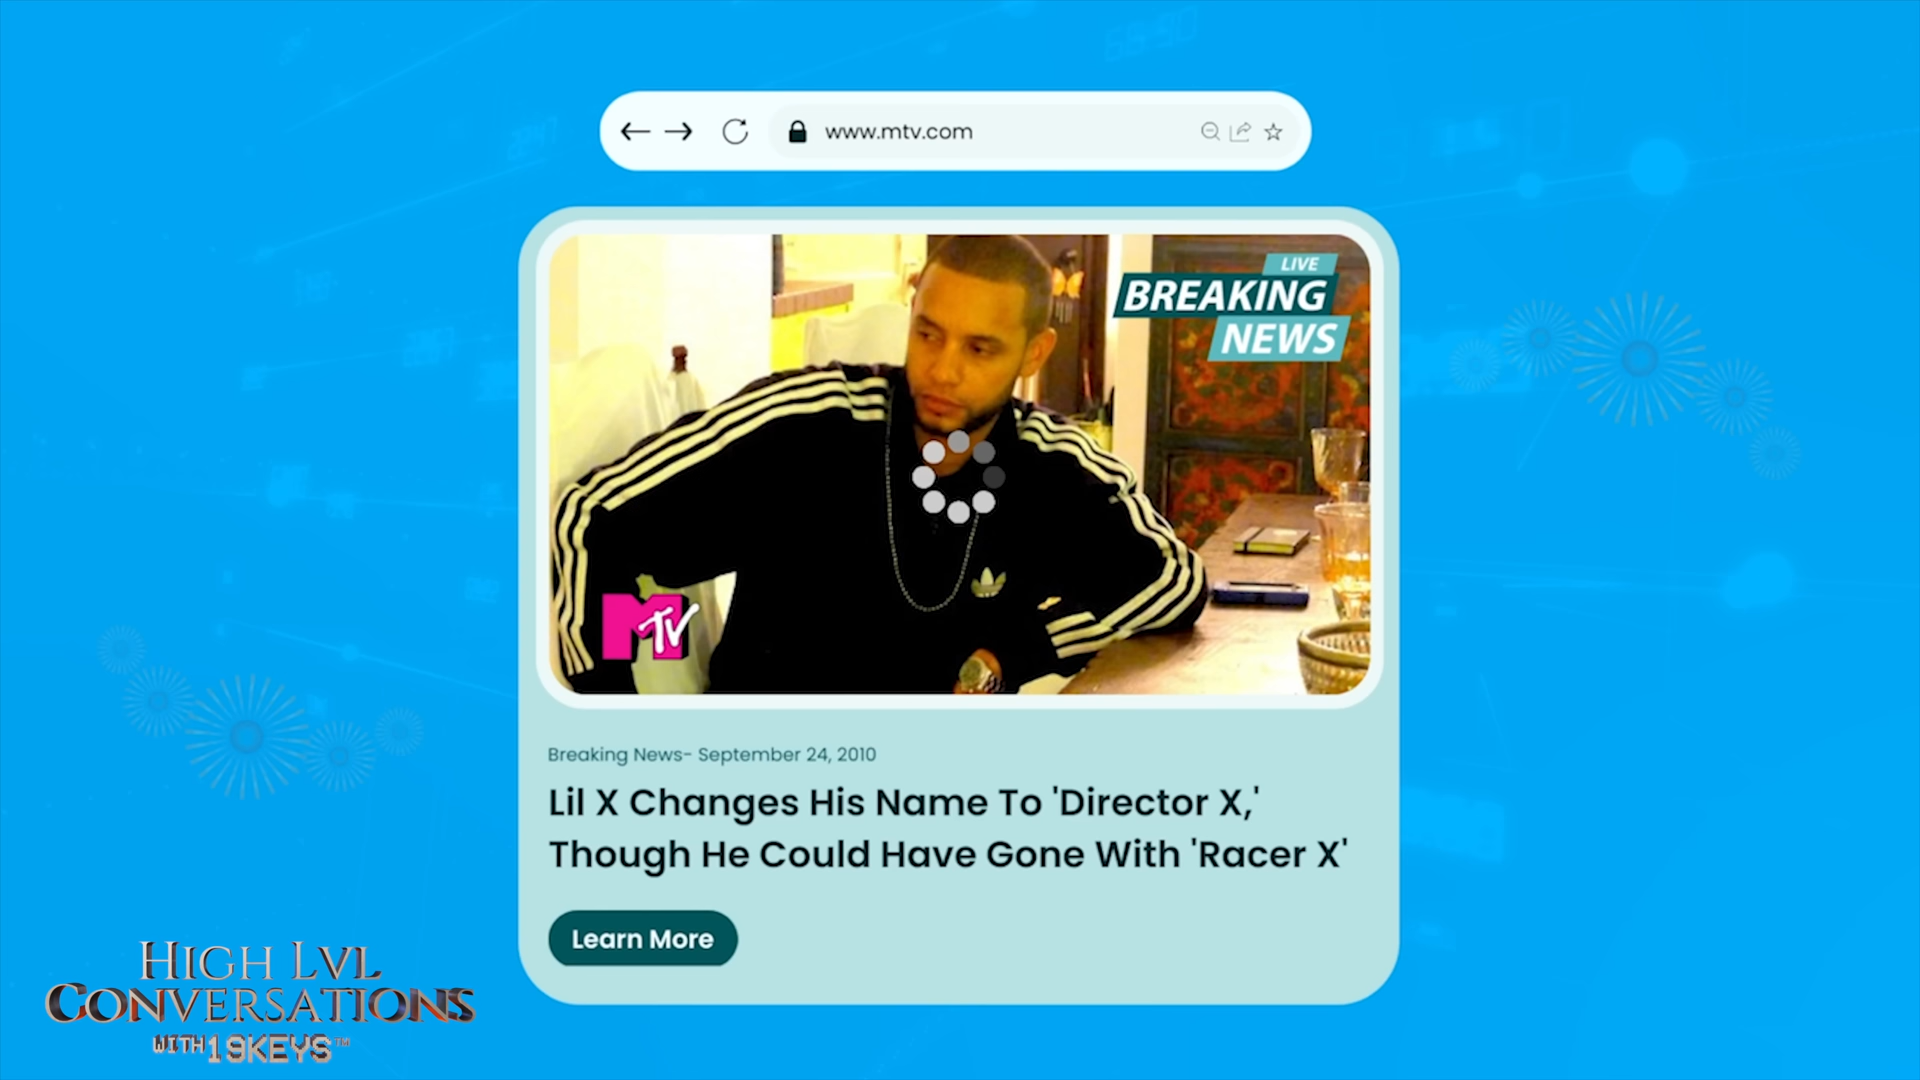 www.mtv.com
LIVE
BREAKING
NEWS
MTV
Breaking News- September 24, 2010
Lil X Changes His Name To 'Director X,'
Though He Could Have Gone With 'Racer X'
Learn More
HIGH LVL
CONVERSATIONS
WITH 19KEYS™